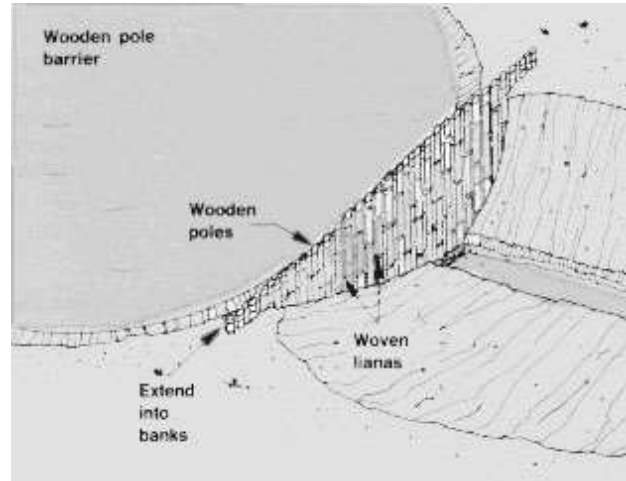 Wooden pole
barrier
Wooden
poles
Woven
lianas
Extend
into
banks